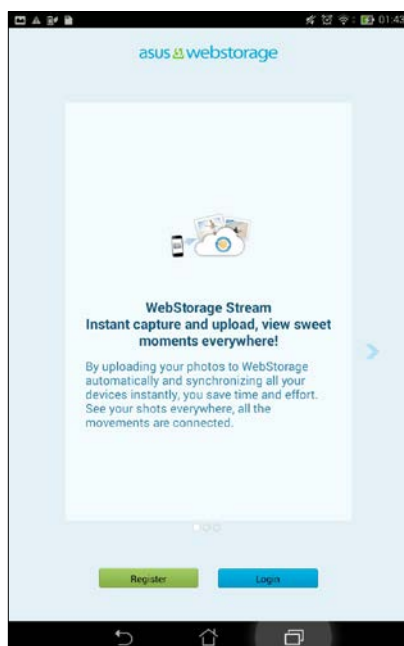 01:43
asus webstorage
WebStorage Stream
Instant capture and upload, view sweet
moments everywhere!
By uploading your photos to WebStorage
automatically and synchronizing all your
devices instantly, you save time and effort.
See your shots everywhere, all the
movements are connected.
Register
Login